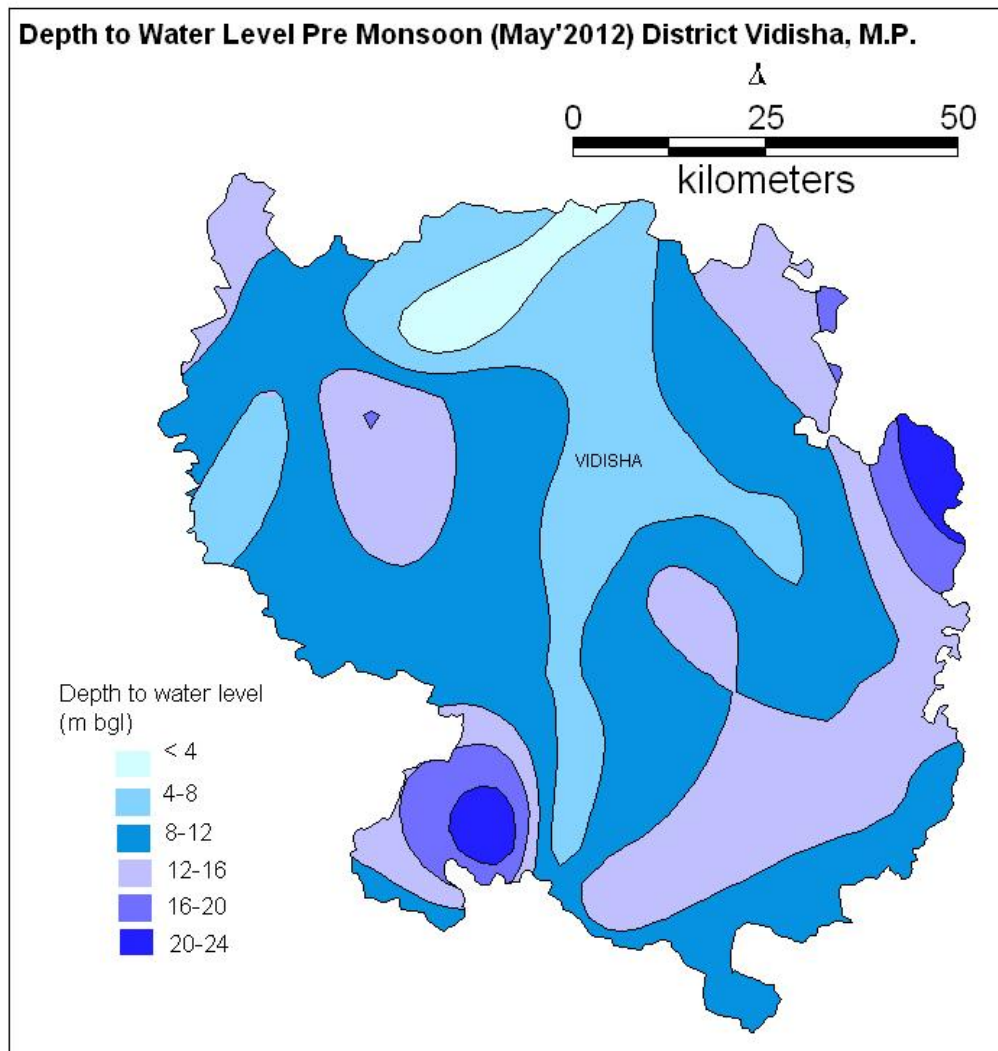 Depth to Water Level Pre Monsoon (May'2012) District Vidisha, M.P.
0 25 50
kilometers
VIDISHA
Depth to water level
(m bgl)
< 4
4-8
8-12
12-16
16-20
20-24